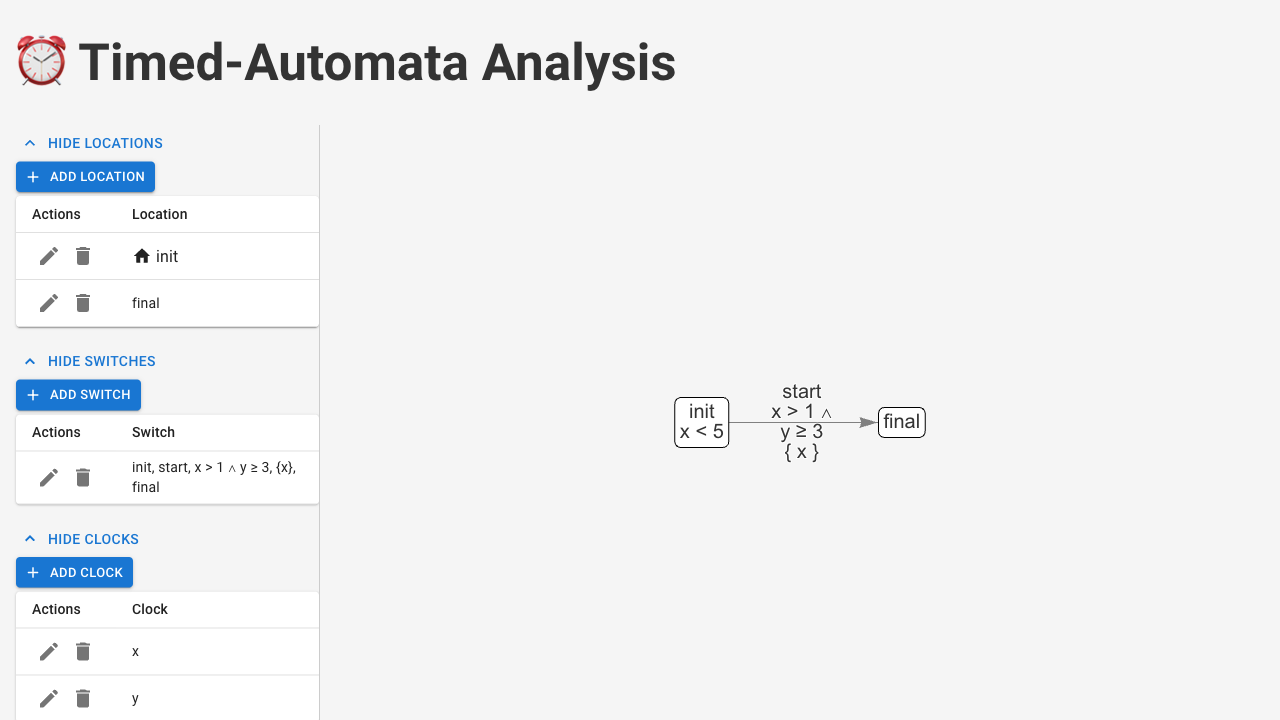 ⏰ Timed-Automata Analysis
HIDE LOCATIONS
ADD LOCATION
Actions Location
init
final
HIDE SWITCHES
ADD SWITCH
Actions Switch
init, start, x > 1 ∧ y ≥ 3, {x},
final
HIDE CLOCKS
ADD CLOCK
Actions Clock
x
y
init
x < 5
start
x > 1 ∧
y ≥ 3
{ x }
final